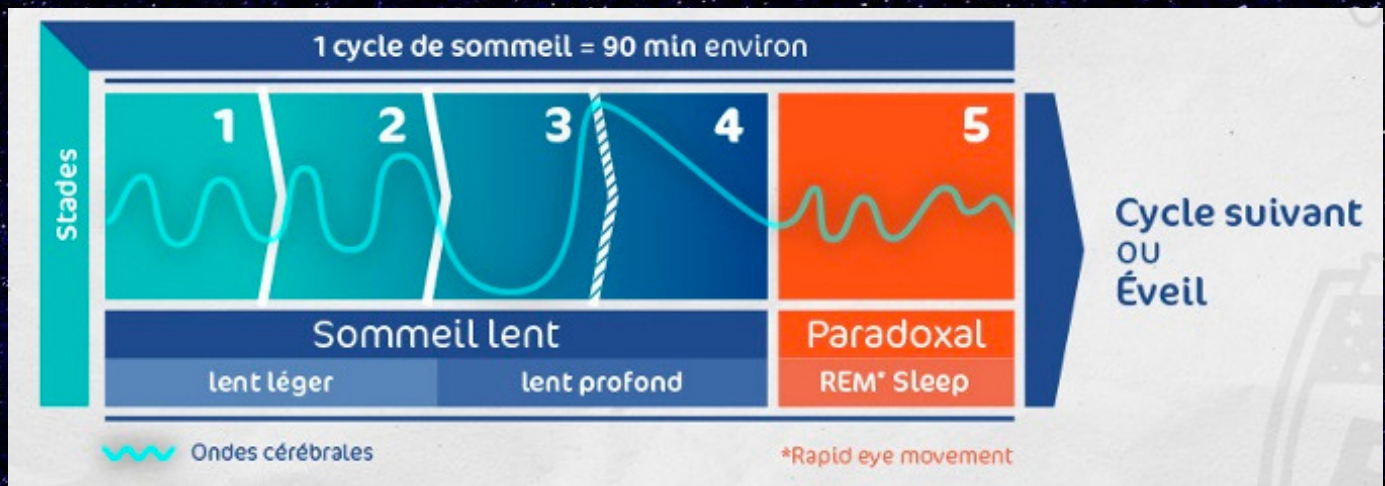 1 cycle de sommeil = 90 min environ
stades
1 2 3 4 5
Sommeil lent
lent léger
lent profond
Paradoxal
REM* Sleep
Cycle suivant
ou
Éveil
Ondes cérébrales
*Rapid eye movement